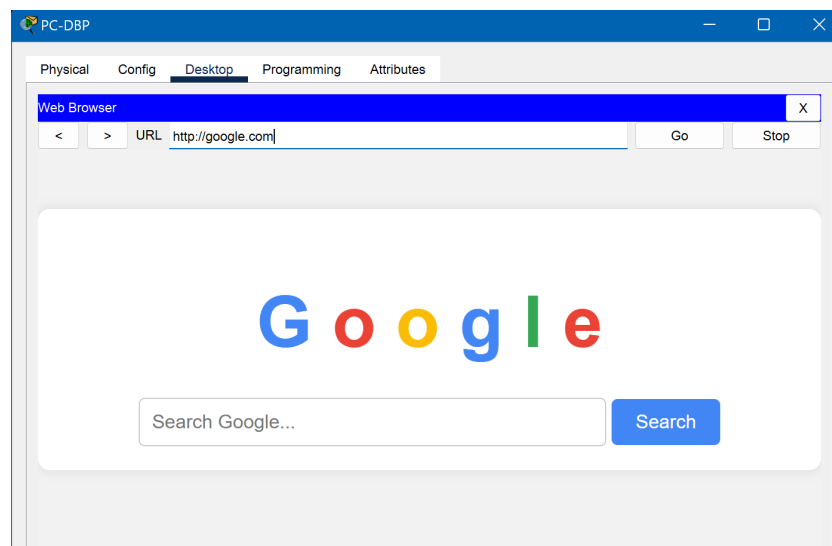 PC-DBP
Physical Config Desktop Programming Attributes
Web Browser X
< > URL http://google.com Go Stop
Google
Search Google... Search